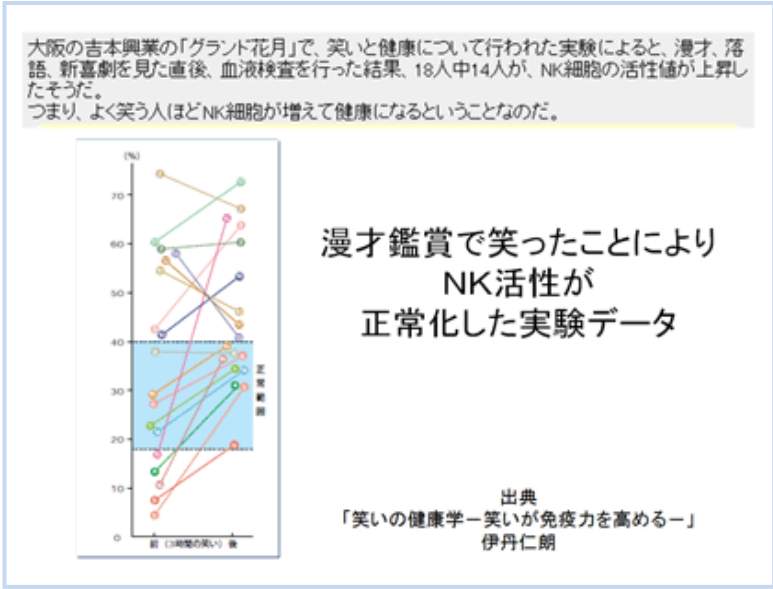 大阪の吉本興業の「グランド花月」で、笑いと健康について行われた実験によると、漫才、落
語、新喜劇を見た直後、血液検査を行った結果、18人中14人が、NK細胞の活性値が上昇し
たそうだ。
つまり、よく笑う人ほどNK細胞が増えて健康になるということなのだ。
(%)
70
60
50
40
30
20
10
0
正常範囲
前 (3時間の笑い) 後
漫才鑑賞で笑ったことにより
NK活性が
正常化した実験データ
出典
「笑いの健康学－笑いが免疫力を高める－」
伊丹仁朗